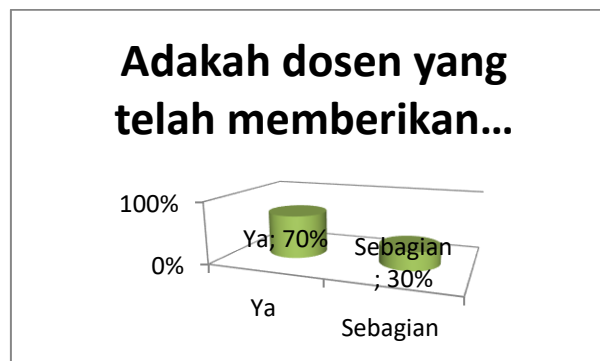 Adakah dosen yang
telah memberikan...
100%
0%
Ya; 70%
Sebagian
; 30%
Ya
Sebagian